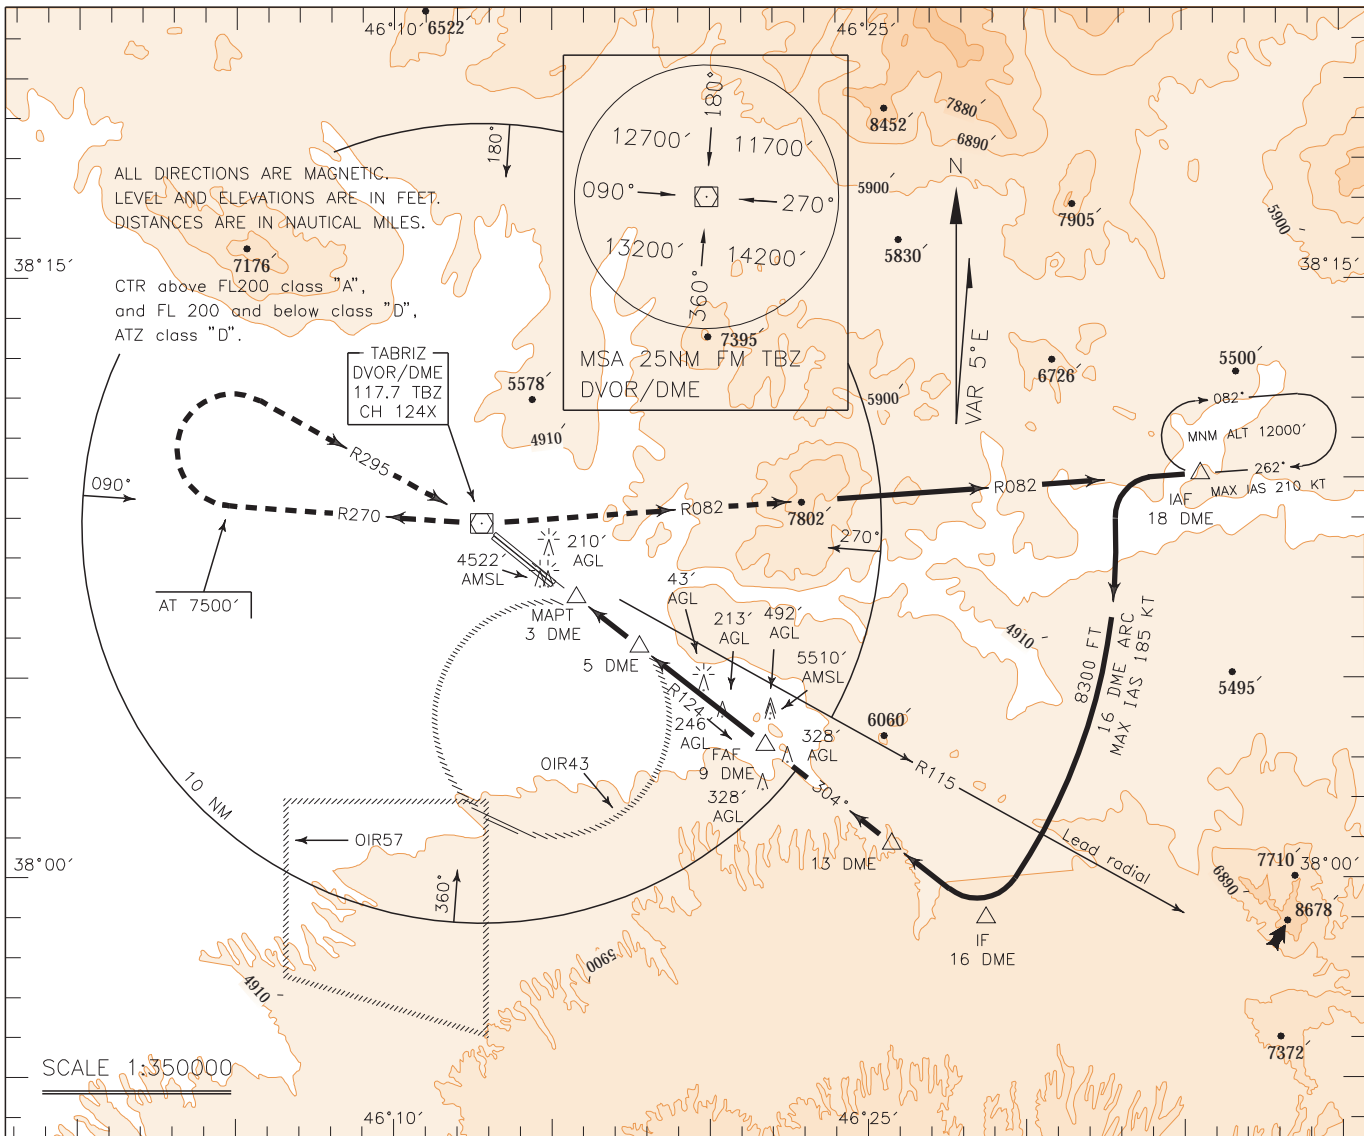 46°10′
6522′
46°25′
180°
180°
12700′
11700′
090°
270°
13200′
14200′
360°
MSA 25NM FM TBZ
DVOR/DME
7395′
8452′
7880′
6890′
5900′
N
7905′
5900
5830′
VAR 5°E
ALL DIRECTIONS ARE MAGNETIC.
LEVEL AND ELEVATIONS ARE IN FEET.
DISTANCES ARE IN NAUTICAL MILES.
7176′
38°15′
38°15′
CTR above FL200 class "A",
and FL 200 and below class "D",
ATZ class "D".
TABRIZ
DVOR/DME
117.7 TBZ
CH 124X
5578′
4910′
5900
6726′
5500′
082°
MNM ALT 12000′
262°
MAX IAS 210 KT
IAF
18 DME
R295
090°
R270
R082
7802′
R082
270°
AT 7500′
4522′
AMSL
210′
AGL
MAPT
3 DME
43′
AGL
213′
AGL
492′
AGL
5510′
AMSL
5 DME
R124
246
AGL
FAF
9 DME
328′
AGL
328′
AGL
304°
6060′
R115
4910′
8300 FT
16 DME ARC
MAX IAS 185 KT
5495′
10 NM
OIR43
OIR57
360°
38°00′
13 DME
Lead radial
7710′
38°00′
6890
8678′
IF
16 DME
5900
4910
7372′
SCALE 1:350000
46°10′
46°25′